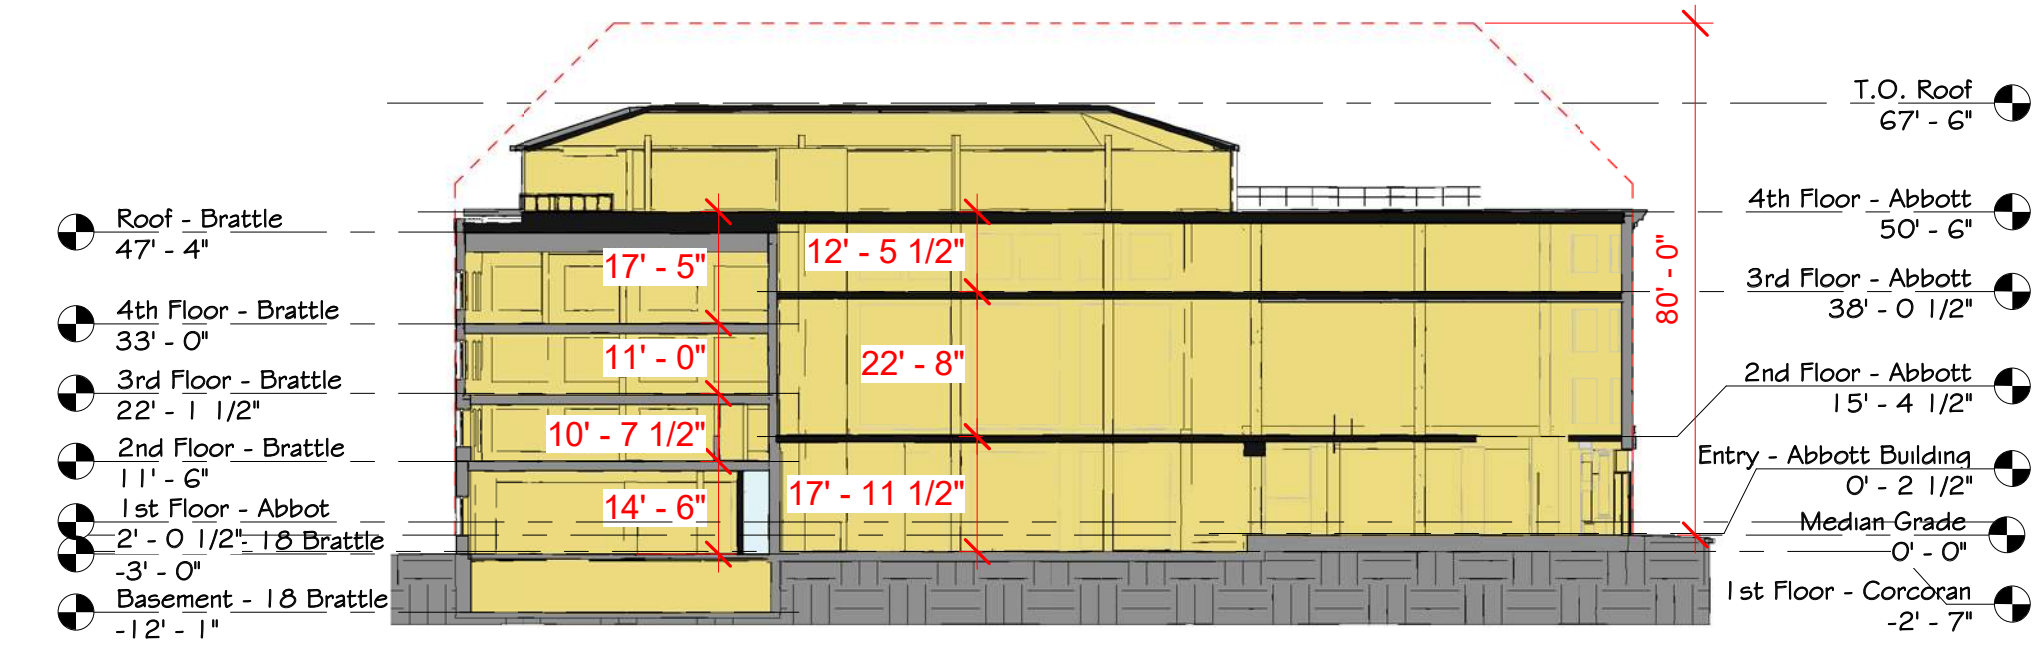 Roof - Brattle
47' - 4"
4th Floor - Brattle
33' - 0"
3rd Floor - Brattle
22' - 1 1/2"
2nd Floor - Brattle
11' - 6"
1st Floor - Abbot
2' - 0 1/2"
- 18 Brattle
-3' - 0"
Basement - 18 Brattle
-12' - 1"
17' - 5"
11' - 0"
10' - 7 1/2"
14' - 6"
12' - 5 1/2"
22' - 8"
17' - 11 1/2"
80' - 0"
T.O. Roof
67' - 6"
4th Floor - Abbott
50' - 6"
3rd Floor - Abbott
38' - 0 1/2"
2nd Floor - Abbott
15' - 4 1/2"
Entry - Abbott Building
0' - 2 1/2"
Median Grade
0' - 0"
1st Floor - Corcoran
-2' - 7"